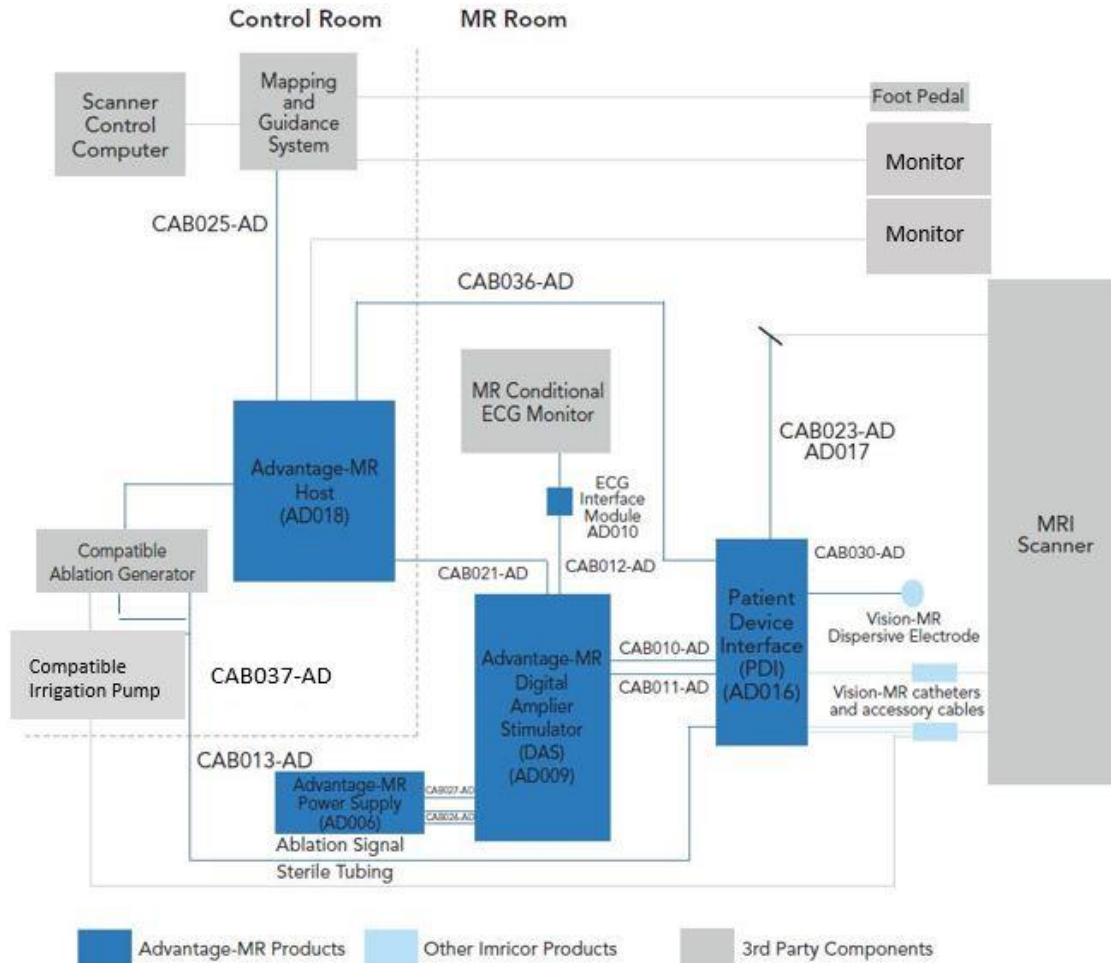 Control Room
MR Room
Scanner
Control
Computer
Mapping
and
Guidance
System
Foot Pedal
Monitor
Monitor
CAB025-AD
CAB036-AD
MR Conditional
ECG Monitor
CAB023-AD
AD017
Advantage-MR
Host
(AD018)
ECG
Interface
Module
AD010
MRI
Scanner
Compatible
Ablation Generator
CAB021-AD
CAB012-AD
CAB030-AD
Patient
Device
Interface
(PDI)
(AD016)
Vision-MR
Dispersive Electrode
Compatible
Irrigation Pump
CAB037-AD
Advantage-MR
Digital
Amplier
Stimulator
(DAS)
(AD009)
CAB010-AD
CAB011-AD
Vision-MR catheters
and accessory cables
CAB013-AD
Advantage-MR
Power Supply
(AD006)
CAB027-AD
CAB026-AD
Ablation Signal
Sterile Tubing
Advantage-MR Products
Other Imricor Products
3rd Party Components